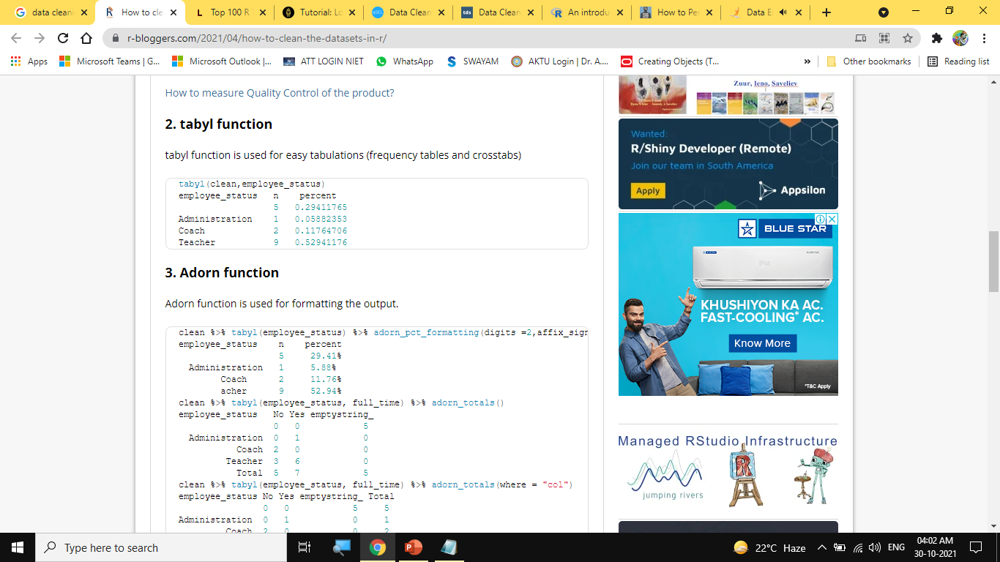 data cleani
How to cle
Top 100 R
Tutorial: Lo
Data Clean
Data Clean
An introdu
How to Per
Data E
r-bloggers.com/2021/04/how-to-clean-the-datasets-in-r/
Apps
Microsoft Teams | G...
Microsoft Outlook |...
ATT LOGIN NIET
WhatsApp
SWAYAM
AKTU Login | Dr. A....
Creating Objects (T...
»
Other bookmarks
Reading list
How to measure Quality Control of the product?
2. tabyl function
tabyl function is used for easy tabulations (frequency tables and crosstabs)
tabyl(clean,employee_status)
employee_status n percent
5 0.29411765
Administration 1 0.05882353
Coach 2 0.11764706
Teacher 9 0.52941176
3. Adorn function
Adorn function is used for formatting the output.
clean %>% tabyl(employee_status) %>% adorn_pct_formatting(digits =2,affix_sign
employee_status n percent
5 29.41%
Administration 1 5.88%
Coach 2 11.76%
acher 9 52.94%
clean %>% tabyl(employee_status, full_time) %>% adorn_totals()
employee_status No Yes emptystring_
0 0 5
Administration 0 1 0
Coach 2 0 0
Teacher 3 6 0
Total 5 7 5
clean %>% tabyl(employee_status, full_time) %>% adorn_totals(where = "col")
employee_status No Yes emptystring_ Total
0 0 5 5
Administration 0 1 0 1
Coach 2 0 0 2
Zuur, Ieno, Saveliev
Wanted:
R/Shiny Developer (Remote)
Join our team in South America
Apply
Appsilon
BLUE STAR
KHUSHIYON KA AC.
FAST-COOLING* AC.
Know More
*T&C Apply
Managed RStudio Infrastructure
R
jumping rivers
Type here to search
22°C Haze
ENG
04:02 AM
30-10-2021